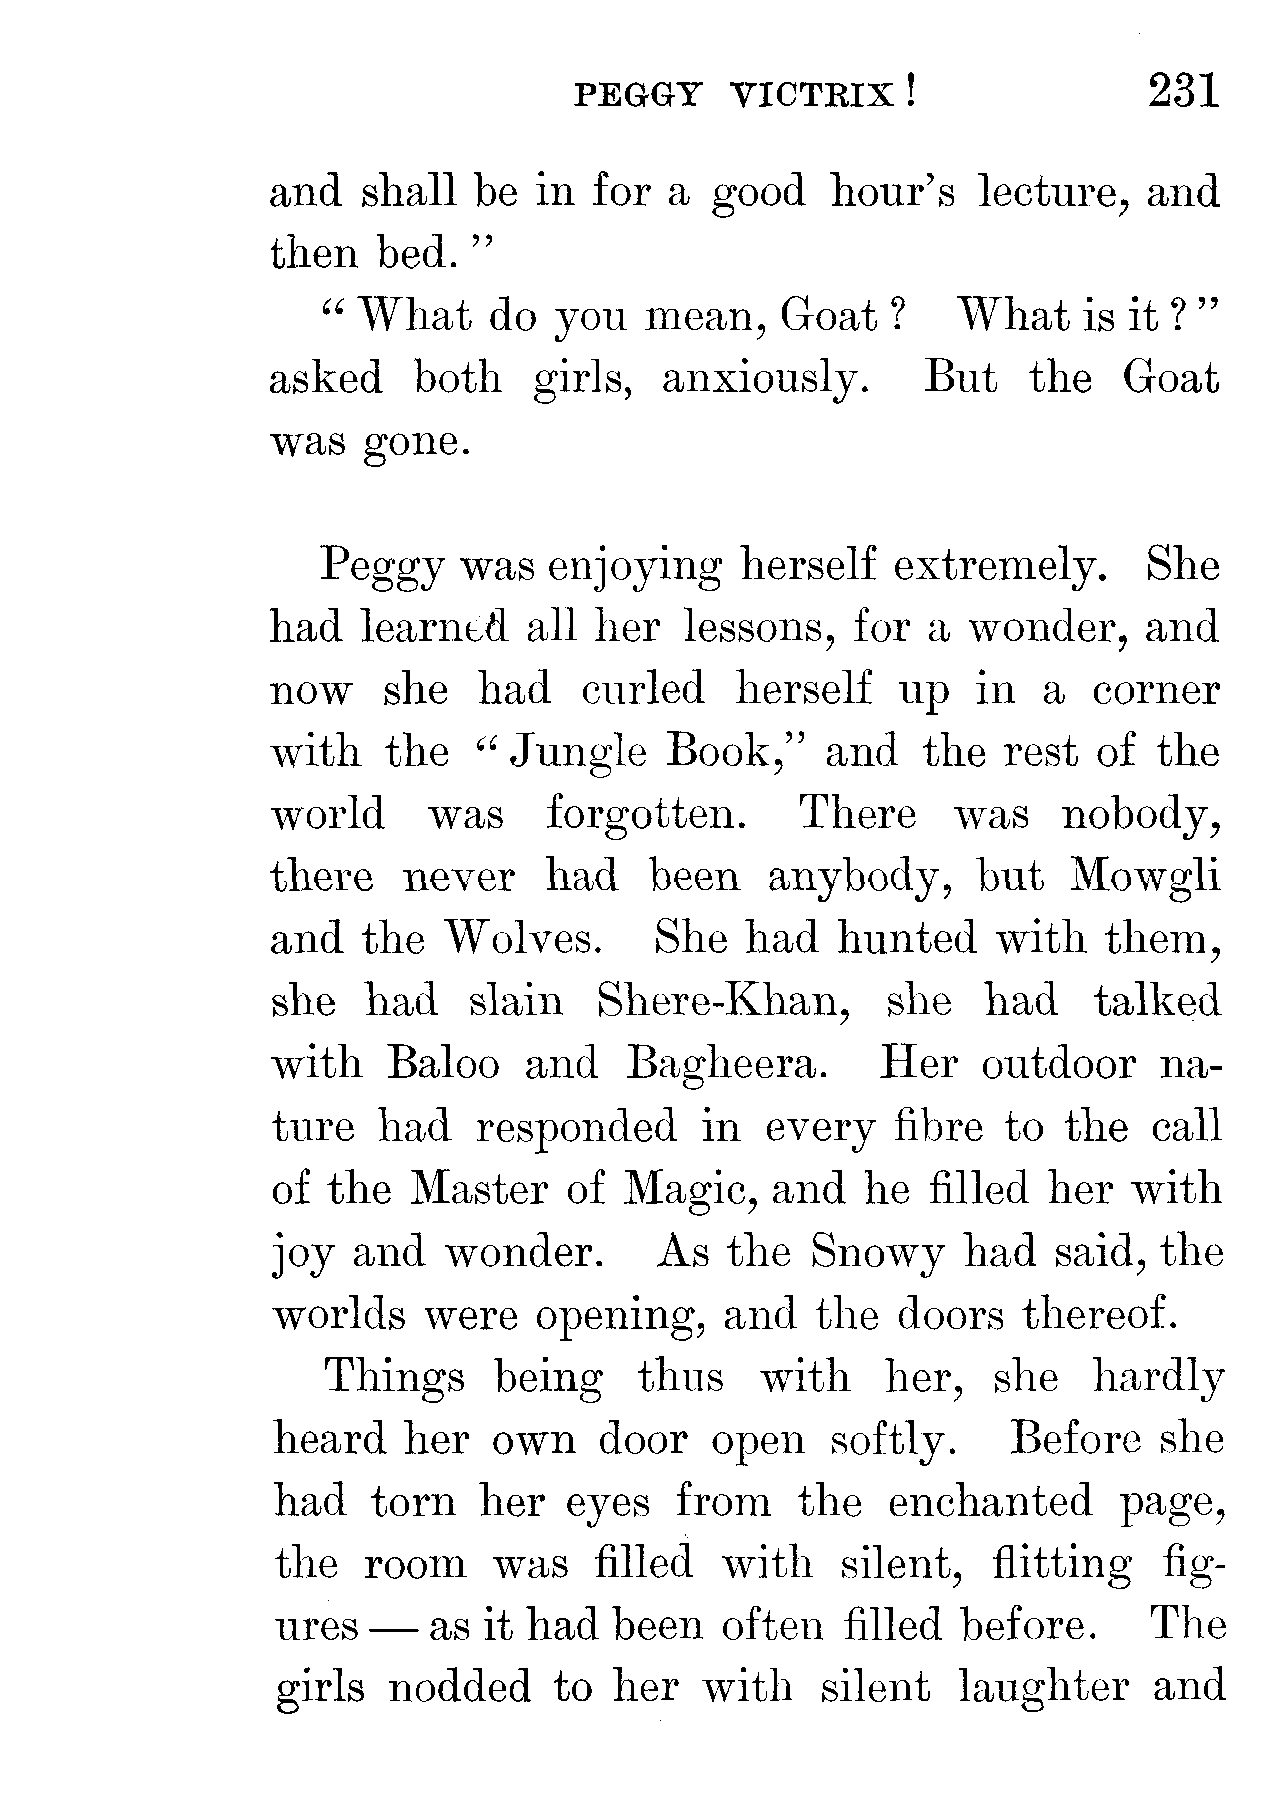 PEGGY VICTRIX! 231
and shall be in for a good hour's lecture, and
then bed."
"What do you mean, Goat? What is it?"
asked both girls, anxiously. But the Goat
was gone.
Peggy was enjoying herself extremely. She
had learned all her lessons, for a wonder, and
now she had curled herself up in a corner
with the "Jungle Book," and the rest of the
world was forgotten. There was nobody,
there never had been anybody, but Mowgli
and the Wolves. She had hunted with them,
she had slain Shere-Khan, she had talked
with Baloo and Bagheera. Her outdoor na-
ture had responded in every fibre to the call
of the Master of Magic, and he filled her with
joy and wonder. As the Snowy had said, the
worlds were opening, and the doors thereof.
Things being thus with her, she hardly
heard her own door open softly. Before she
had torn her eyes from the enchanted page,
the room was filled with silent, flitting fig-
ures — as it had been often filled before. The
girls nodded to her with silent laughter and